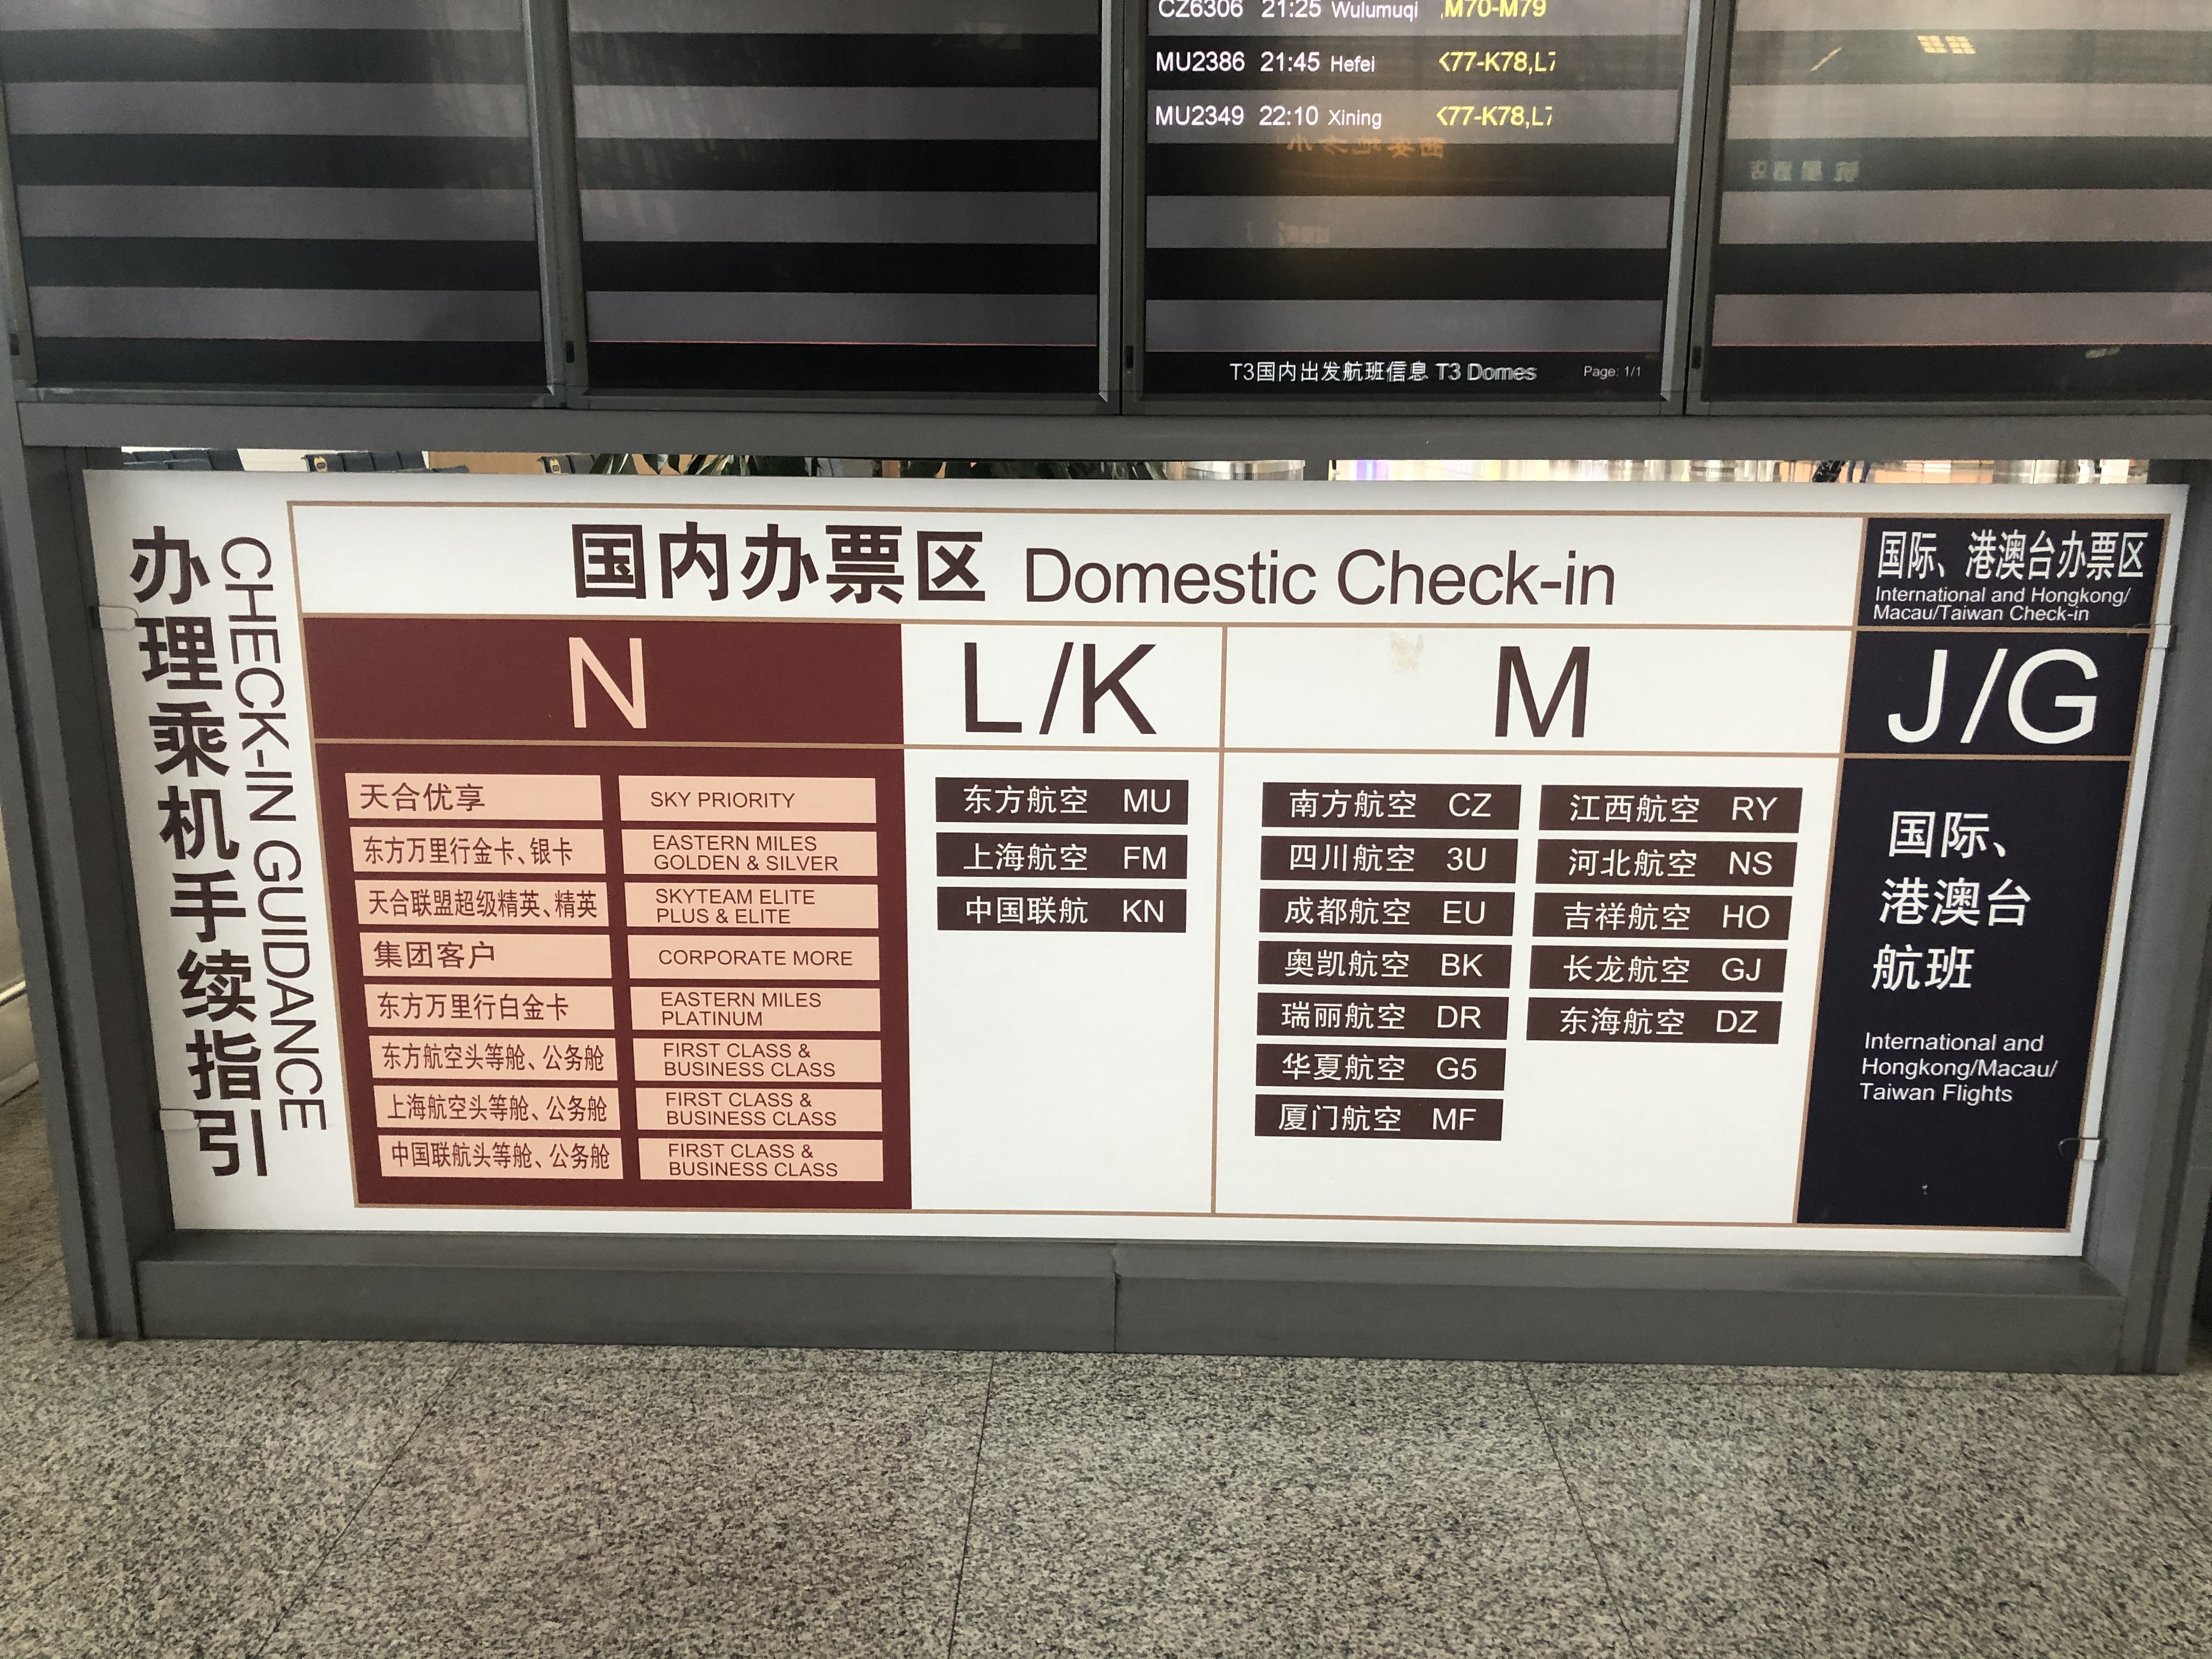 CZ6306 21:25 Wulumuqi M70-M79
MU2386 21:45 Hefei K77-K78,L7
MU2349 22:10 Xining K77-K78,L7
T3国内出发航班信息 T3 Domes Page: 1/1
办理乘机手续指引
CHECK-IN GUIDANCE
国内办票区 Domestic Check-in
N
天合优享 SKY PRIORITY
东方万里行金卡、银卡 EASTERN MILES
GOLDEN & SILVER
天合联盟超级精英、精英 SKYTEAM ELITE
PLUS & ELITE
集团客户 CORPORATE MORE
东方万里行白金卡 EASTERN MILES
PLATINUM
东方航空头等舱、公务舱 FIRST CLASS &
BUSINESS CLASS
上海航空头等舱、公务舱 FIRST CLASS &
BUSINESS CLASS
中国联航头等舱、公务舱 FIRST CLASS &
BUSINESS CLASS
L/K
东方航空 MU
上海航空 FM
中国联航 KN
M
南方航空 CZ
四川航空 3U
成都航空 EU
奥凯航空 BK
瑞丽航空 DR
华夏航空 G5
厦门航空 MF
江西航空 RY
河北航空 NS
吉祥航空 HO
长龙航空 GJ
东海航空 DZ
国际、港澳台办票区
International and Hongkong/
Macau/Taiwan Check-in
J/G
国际、
港澳台
航班
International and
Hongkong/Macau/
Taiwan Flights